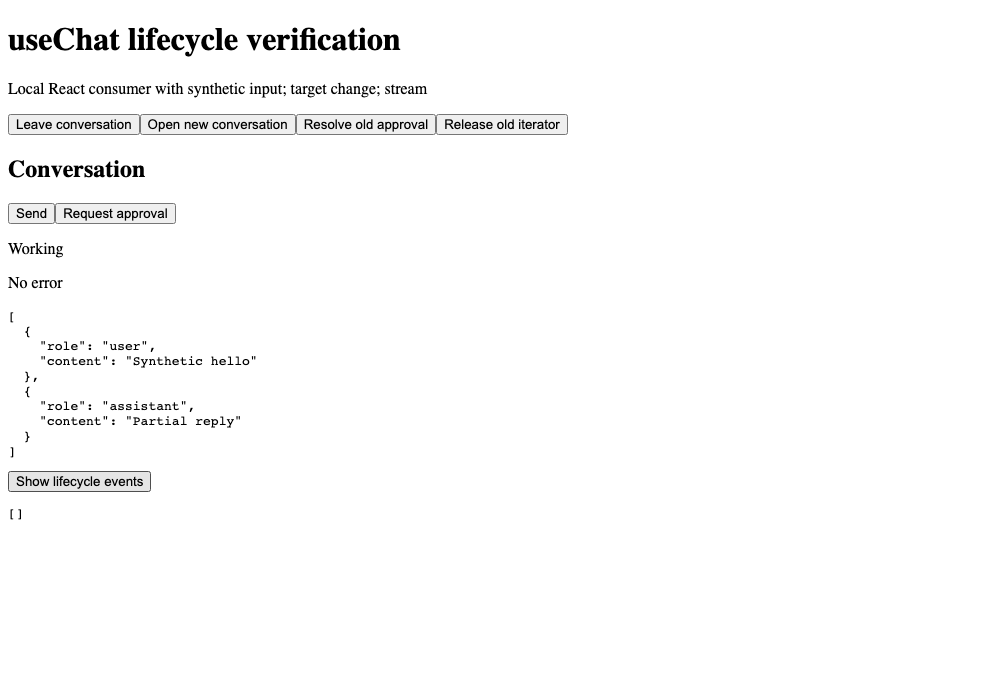 useChat lifecycle verification
Local React consumer with synthetic input; target change; stream
Leave conversation Open new conversation Resolve old approval Release old iterator
Conversation
Send Request approval
Working
No error
[
  {
    "role": "user",
    "content": "Synthetic hello"
  },
  {
    "role": "assistant",
    "content": "Partial reply"
  }
]
Show lifecycle events
[]